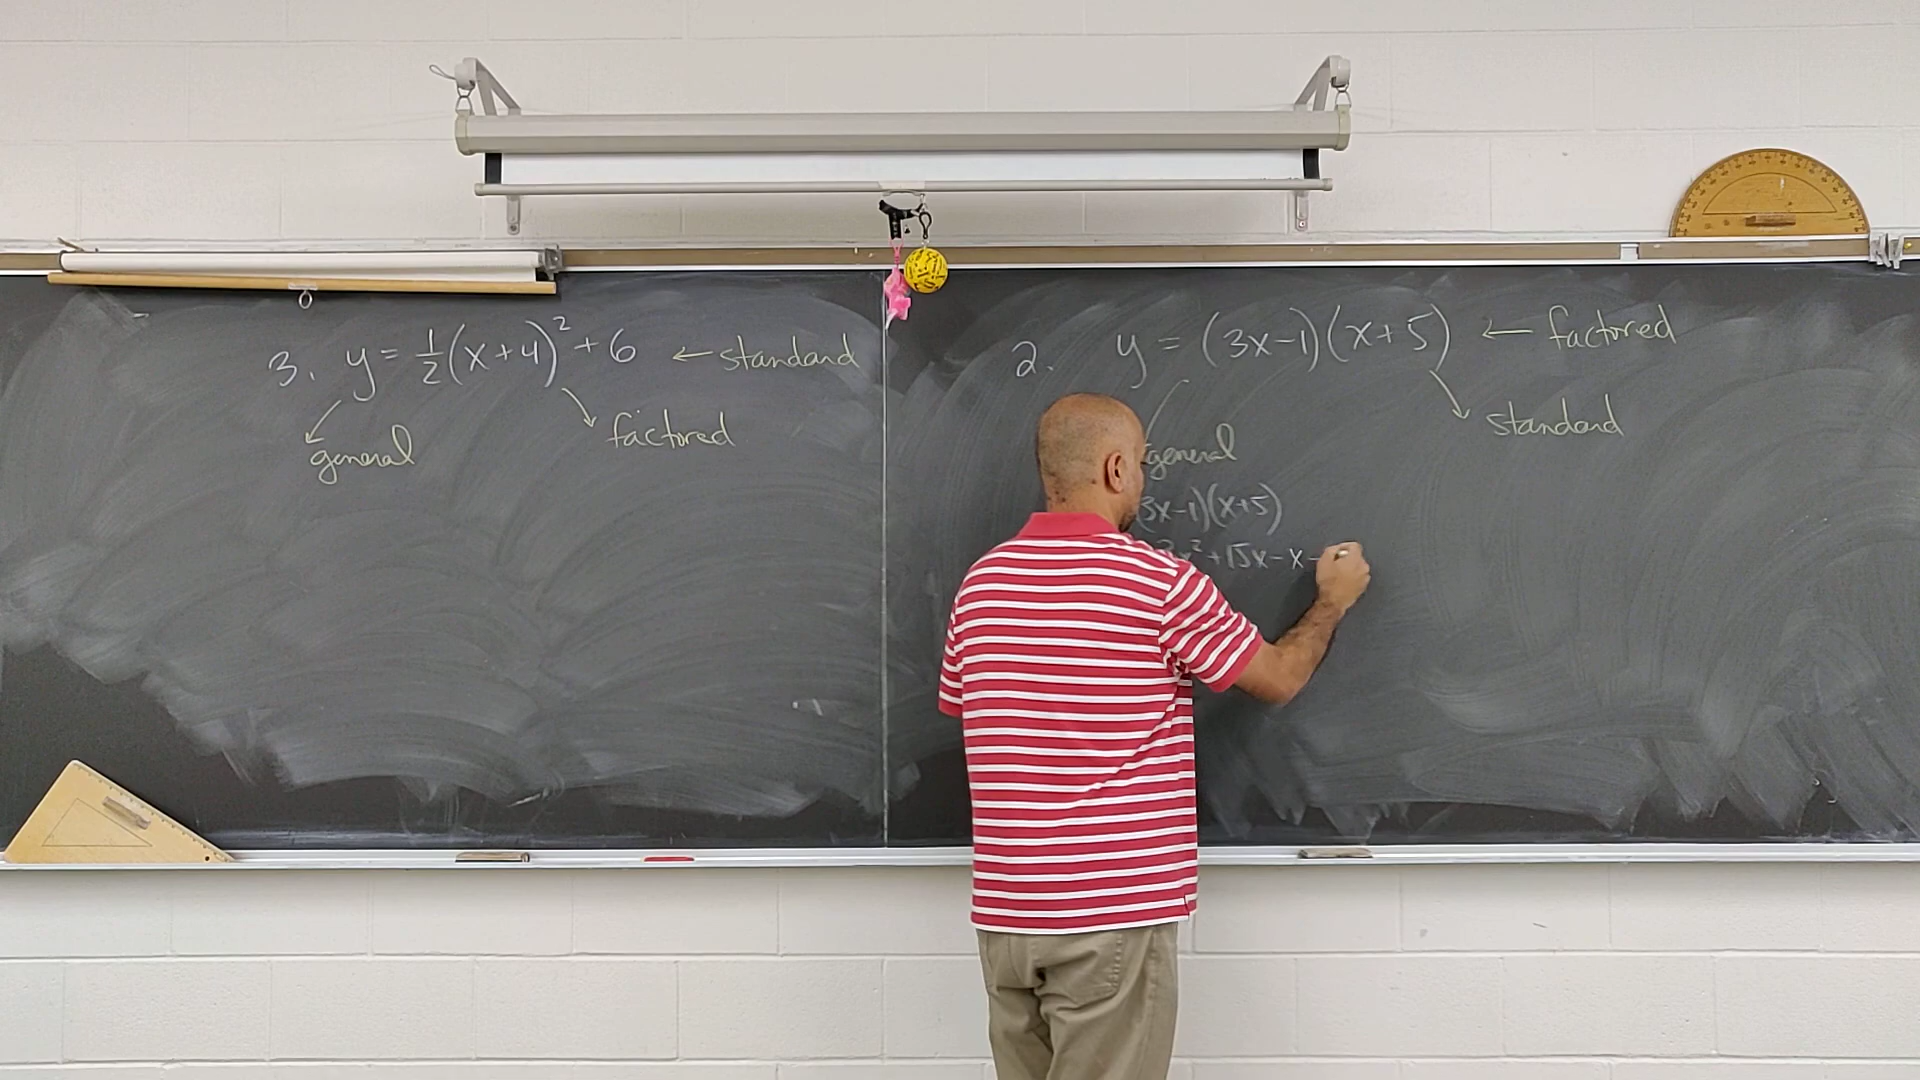 3. y = 1/2(x+4)² + 6 ← standard
general
factored
2. y = (3x-1)(x+5) ← factored
general
standard
(3x-1)(x+5)
x² + 15x - x -